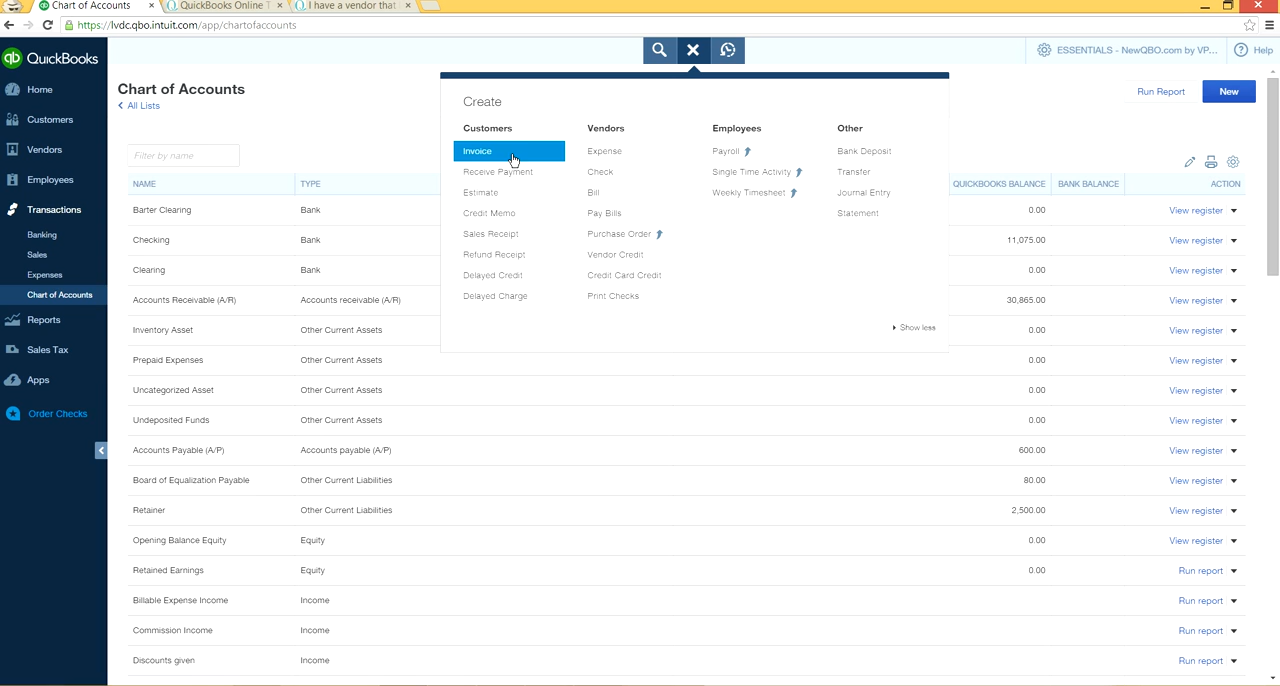 Chart of Accounts
QuickBooks Online T
I have a vendor that
https://lvdc.qbo.intuit.com/app/chartofaccounts
qb QuickBooks
ESSENTIALS - NewQBO.com by VP...
? Help
Home
Customers
Vendors
Employees
Transactions
Banking
Sales
Expenses
Chart of Accounts
Reports
Sales Tax
Apps
Order Checks
Chart of Accounts
All Lists
Run Report
New
Filter by name
Create
Customers
Invoice
Receive Payment
Estimate
Credit Memo
Sales Receipt
Refund Receipt
Delayed Credit
Delayed Charge
Vendors
Expense
Check
Bill
Pay Bills
Purchase Order
Vendor Credit
Credit Card Credit
Print Checks
Employees
Payroll
Single Time Activity
Weekly Timesheet
Other
Bank Deposit
Transfer
Journal Entry
Statement
Show less
NAME TYPE QUICKBOOKS BALANCE BANK BALANCE ACTION
Barter Clearing Bank 0.00 View register
Checking Bank 11,075.00 View register
Clearing Bank 0.00 View register
Accounts Receivable (A/R) Accounts receivable (A/R) 30,865.00 View register
Inventory Asset Other Current Assets 0.00 View register
Prepaid Expenses Other Current Assets 0.00 View register
Uncategorized Asset Other Current Assets 0.00 View register
Undeposited Funds Other Current Assets 0.00 View register
Accounts Payable (A/P) Accounts payable (A/P) 600.00 View register
Board of Equalization Payable Other Current Liabilities 80.00 View register
Retainer Other Current Liabilities 2,500.00 View register
Opening Balance Equity Equity 0.00 View register
Retained Earnings Equity 0.00 Run report
Billable Expense Income Income Run report
Commission Income Income Run report
Discounts given Income Run report